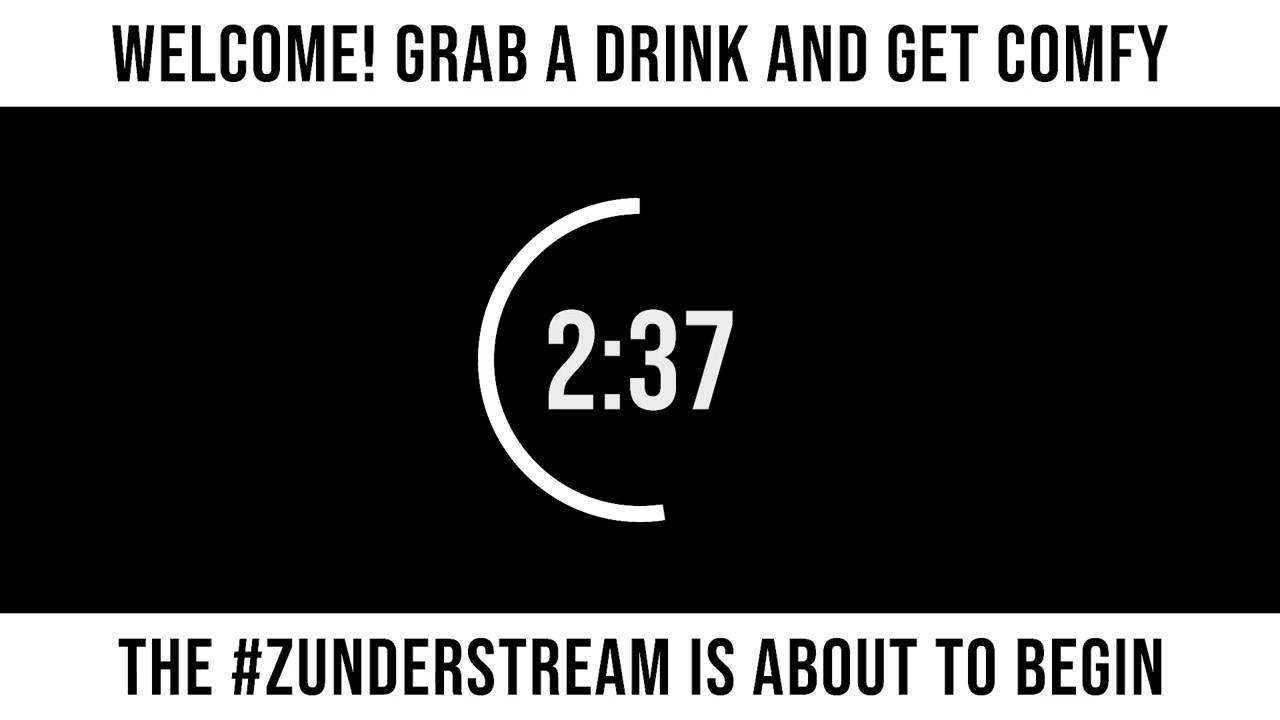 WELCOME! GRAB A DRINK AND GET COMFY
2:37
THE #ZUNDERSTREAM IS ABOUT TO BEGIN